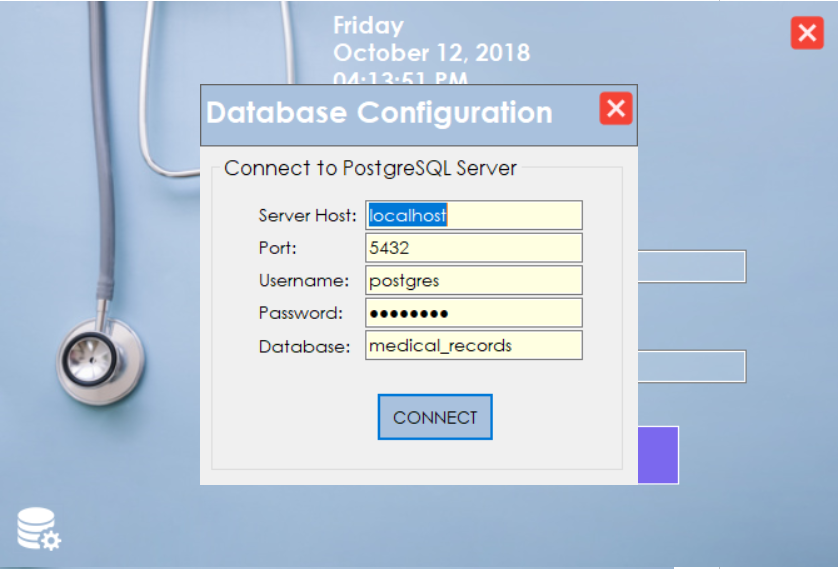 Friday
October 12, 2018
04:13:51 PM
Database Configuration
Connect to PostgreSQL Server
Server Host: localhost
Port: 5432
Username: postgres
Password: ●●●●●●●●
Database: medical_records
CONNECT